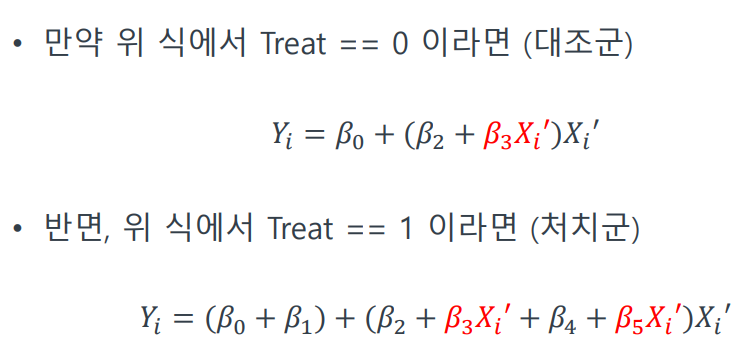 • 만약 위 식에서 Treat == 0 이라면 (대조군)
Yᵢ = β₀ + (β₂ + β₃Xᵢ′)Xᵢ′
• 반면, 위 식에서 Treat == 1 이라면 (처치군)
Yᵢ = (β₀ + β₁) + (β₂ + β₃Xᵢ′ + β₄ + β₅Xᵢ′)Xᵢ′